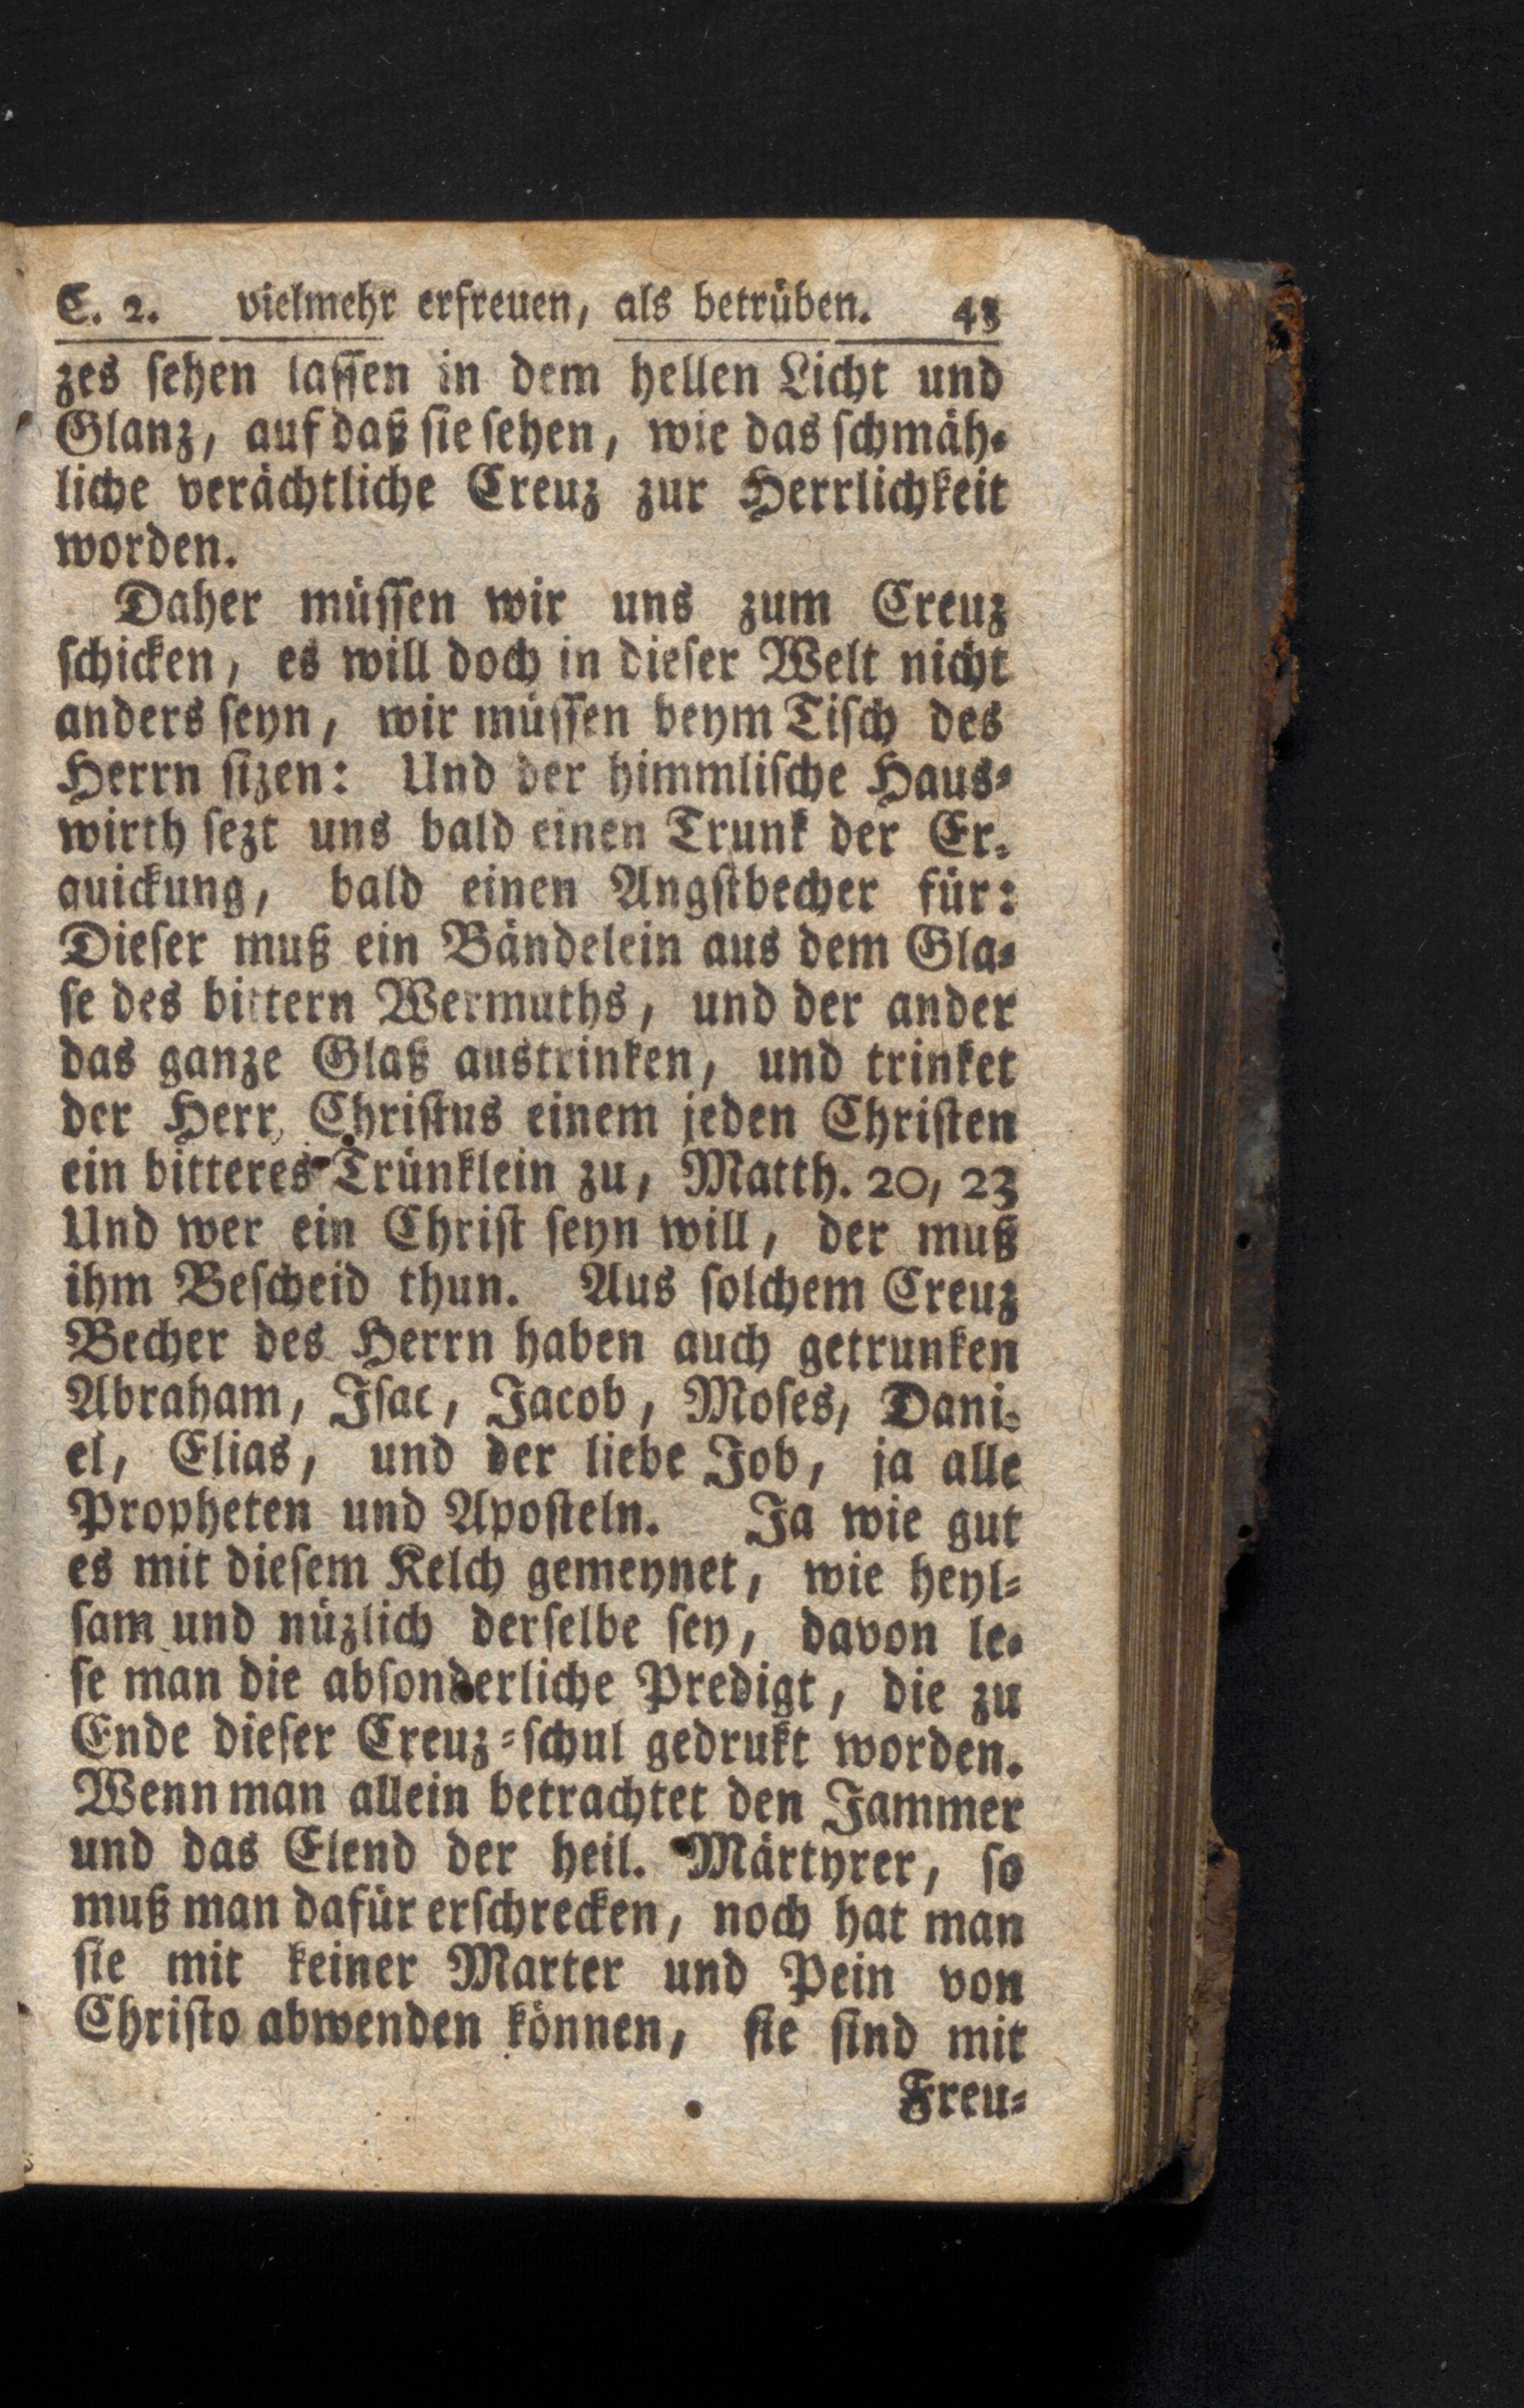 C. 2. vielmehr erfreuen, als betrüben. 43
zes sehen lassen in dem hellen Licht und
Glanz, auf daß sie sehen, wie das schmäh-
liche verächtliche Creuz zur Herrlichkeit
worden.
Daher müssen wir uns zum Creuz
schicken, es will doch in dieser Welt nicht
anders seyn, wir müssen beym Tisch des
Herrn sizen: Und der himmlische Haus-
wirth sezt uns bald einen Trunk der Er-
quickung, bald einen Angstbecher für:
Dieser muß ein Bändelein aus dem Gla-
se des bittern Wermuths, und der ander
das ganze Glaß austrinken, und trinket
der Herr Christus einem jeden Christen
ein bitteres Trünklein zu, Matth. 20, 23
Und wer ein Christ seyn will, der muß
ihm Bescheid thun. Aus solchem Creuz
Becher des Herrn haben auch getrunken
Abraham, Isac, Jacob, Moses, Dani-
el, Elias, und der liebe Job, ja alle
Propheten und Aposteln. Ja wie gut
es mit diesem Kelch gemeynet, wie heyl-
sam und nüzlich derselbe sey, davon le-
se man die absonderliche Predigt, die zu
Ende dieser Creuz-schul gedrukt worden.
Wenn man allein betrachtet den Jammer
und das Elend der heil. Märtyrer, so
muß man dafür erschrecken, noch hat man
sie mit keiner Marter und Pein von
Christo abwenden können, sie sind mit
Freu-